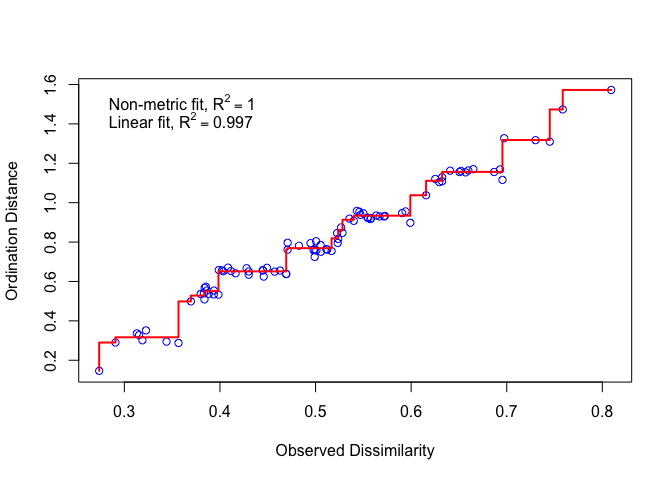 Non-metric fit, R² = 1
Linear fit, R² = 0.997
1.6
1.4
1.2
1.0
0.8
0.6
0.4
0.2
Ordination Distance
0.3 0.4 0.5 0.6 0.7 0.8
Observed Dissimilarity